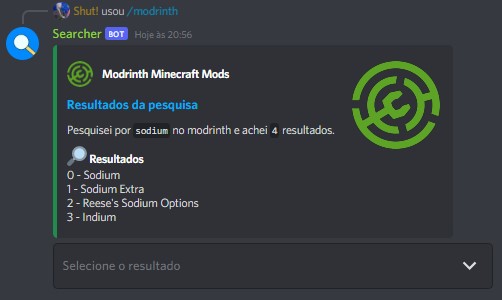 Shut! usou /modrinth
Searcher BOT Hoje às 20:56
Modrinth Minecraft Mods
Resultados da pesquisa
Pesquisei por sodium no modrinth e achei 4 resultados.
Resultados
0 - Sodium
1 - Sodium Extra
2 - Reese's Sodium Options
3 - Indium
Selecione o resultado